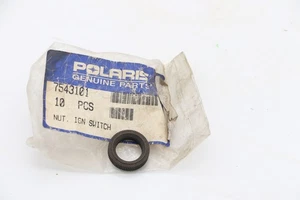 POLARIS
GENUINE PARTS
7543101
10 PCS
NUT, IGN SWITCH